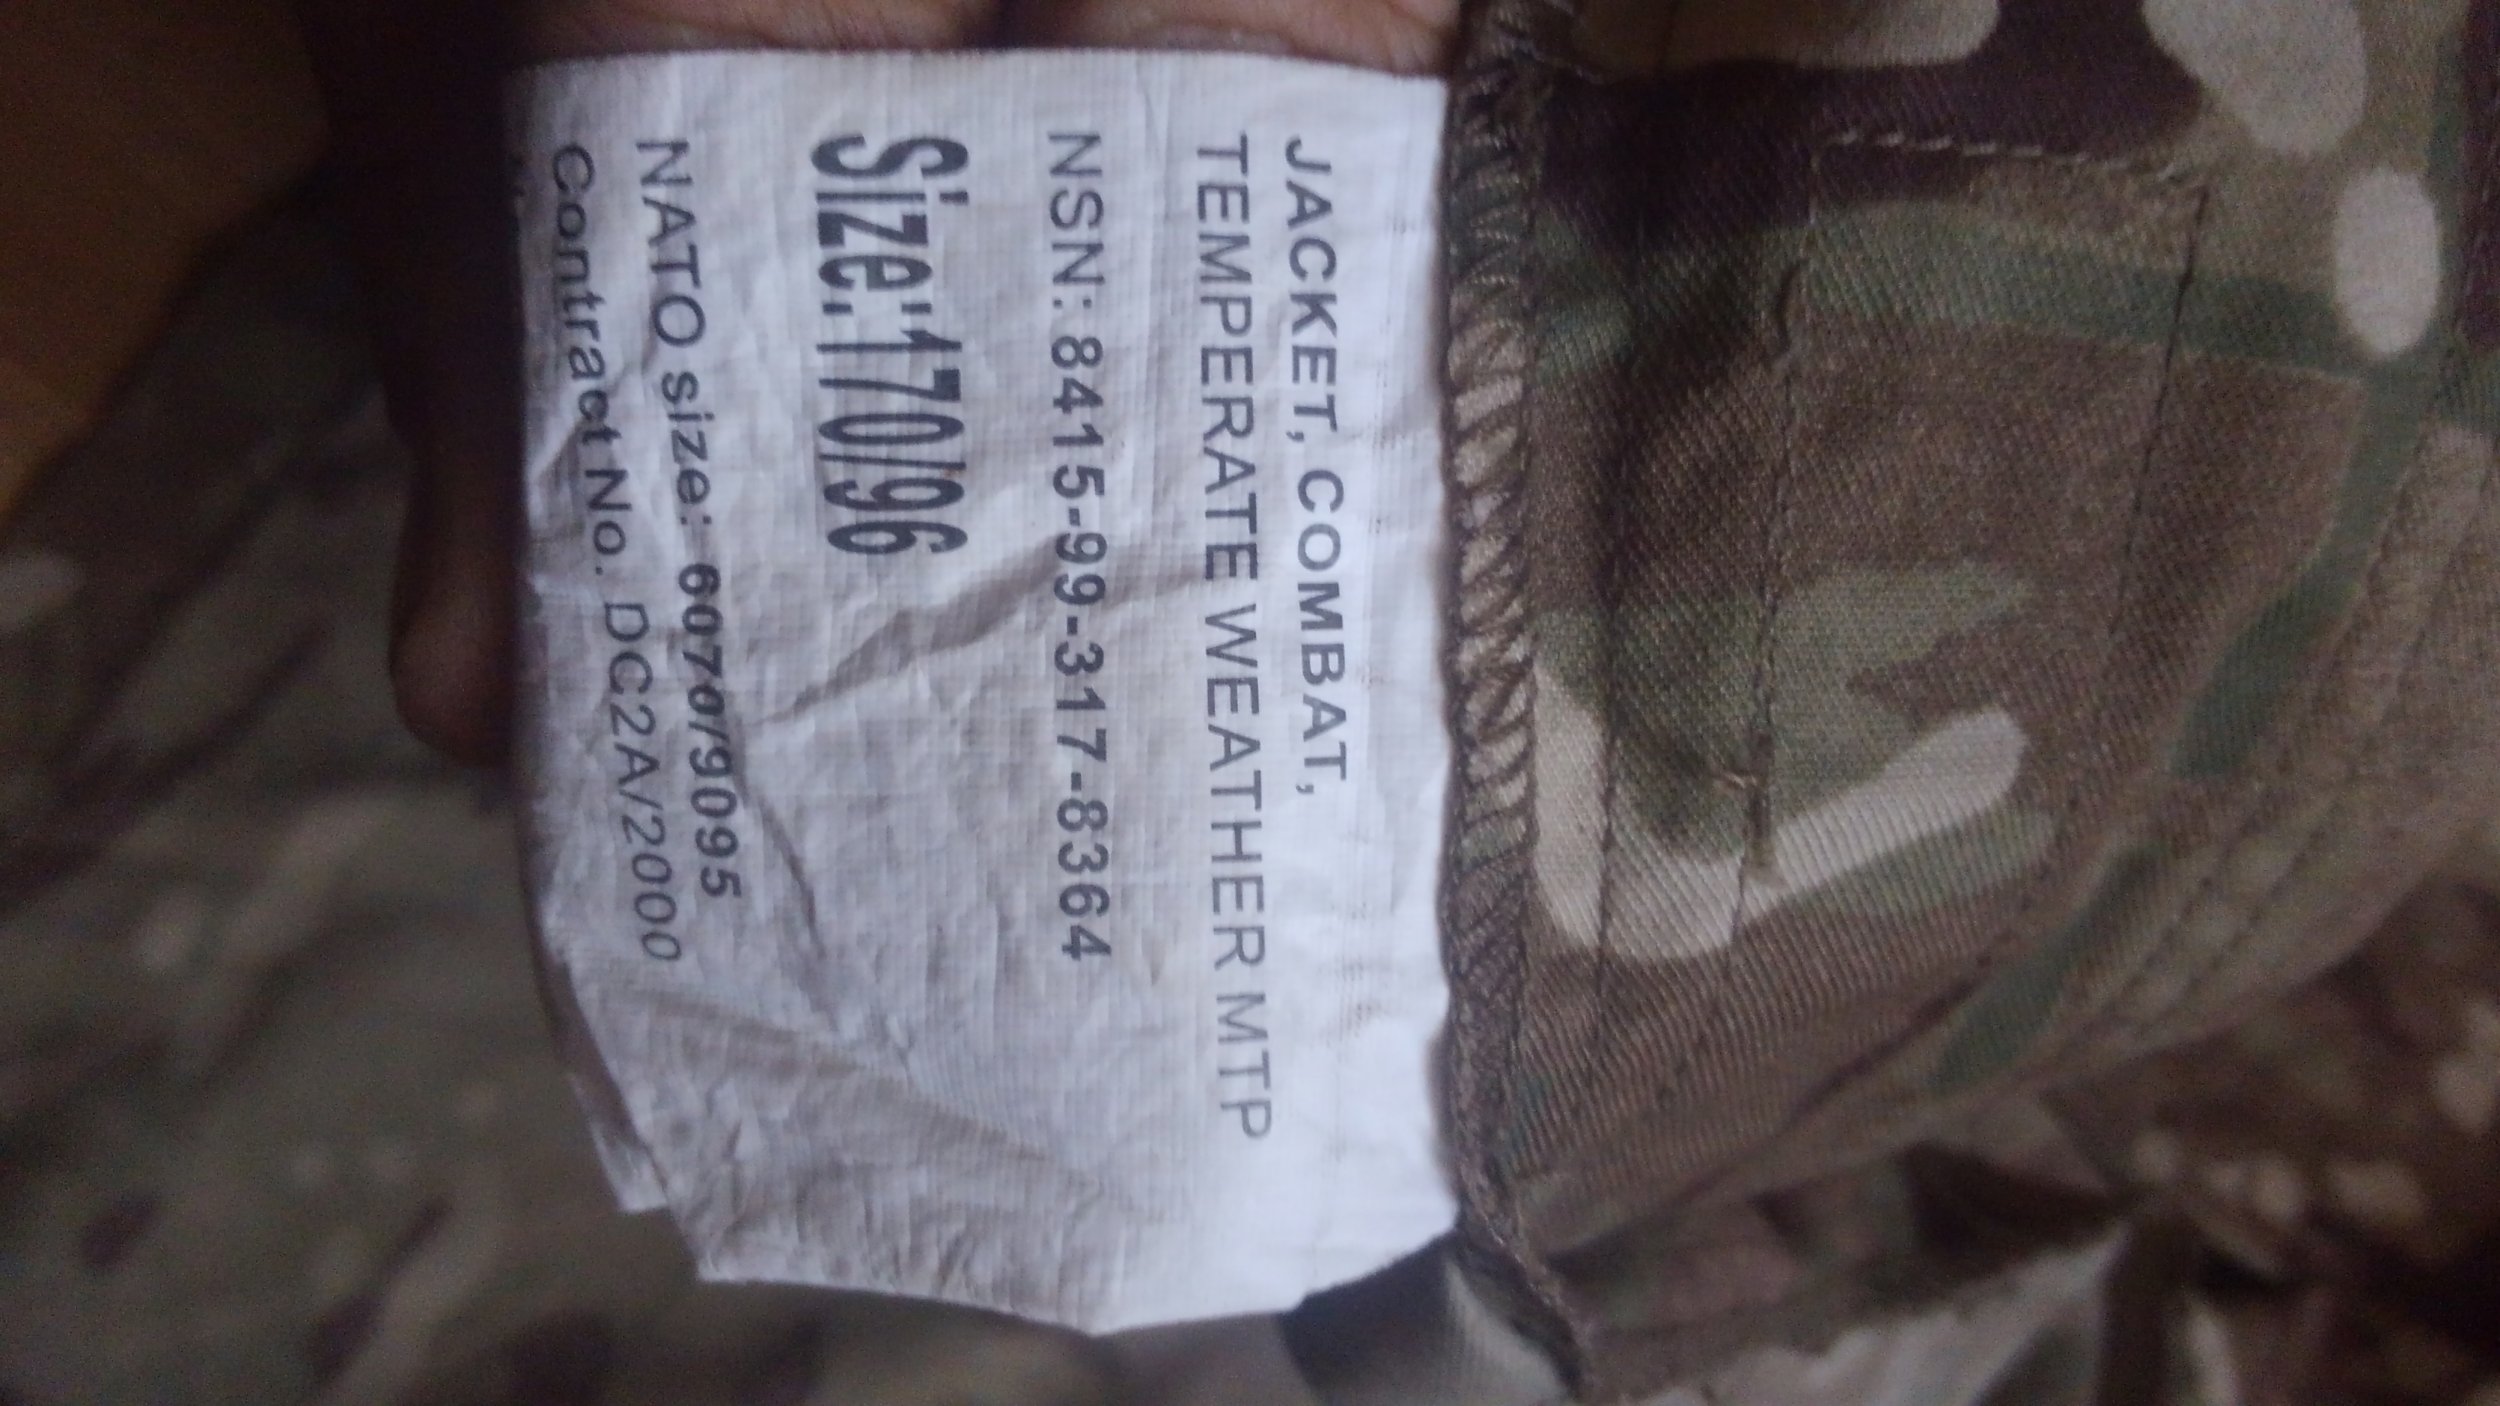 JACKET, COMBAT,
TEMPERATE WEATHER MTP
NSN: 8415-99-317-8364
Size: 170/96
NATO size: 6070/9095
Contract No. DC2A/2000